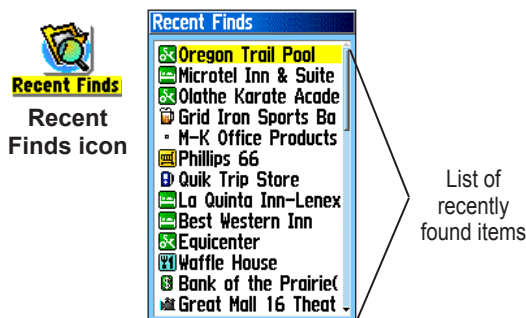 Recent Finds
Recent
Finds icon
Recent Finds
Oregon Trail Pool
Microtel Inn & Suite
Olathe Karate Acade
Grid Iron Sports Ba
M-K Office Products
Phillips 66
Quik Trip Store
La Quinta Inn-Lenex
Best Western Inn
Equicenter
Waffle House
Bank of the Prairie(
Great Mall 16 Theat
List of
recently
found items